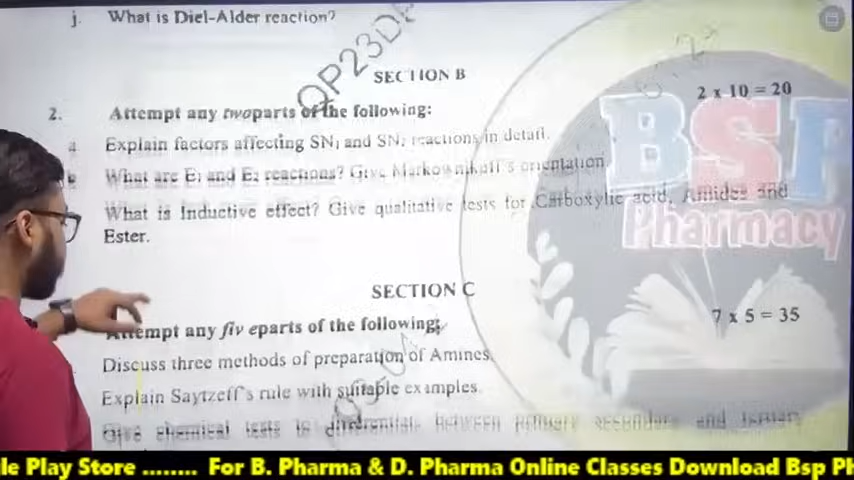 j. What is Diel-Alder reaction?
QP23DP
SECTION B
2 x 10 = 20
2. Attempt any twoparts of the following:
a Explain factors affecting SN1 and SN2 reactions in detail.
What are E1 and E2 reactions? Give Markownikoff's orientation.
What is Inductive effect? Give qualitative tests for Carboxylic acid, Amides and
Ester.
BSP
Pharmacy
SECTION C
7 x 5 = 35
Attempt any fiv eparts of the following;
Discuss three methods of preparation of Amines.
Explain Saytzeff's rule with suitable examples.
Give chemical tests to differentiate between primary secondary and tertiary
le Play Store ........ For B. Pharma & D. Pharma Online Classes Download Bsp Ph